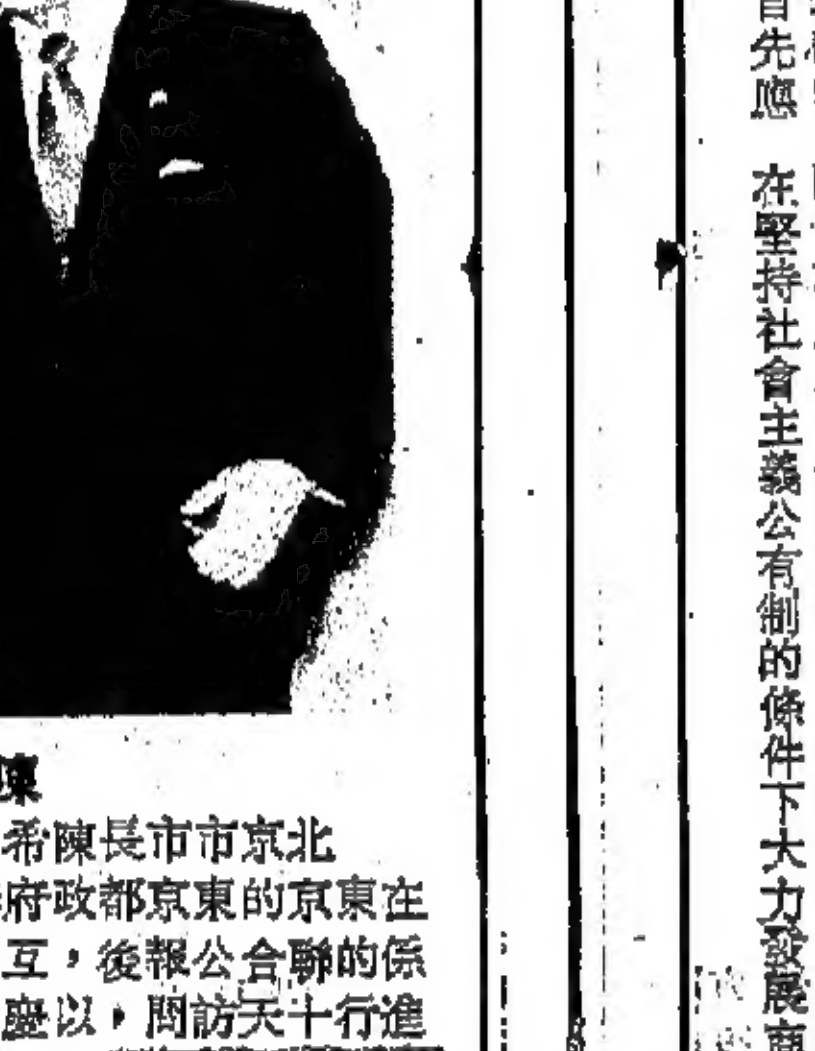 首先應 在堅持社會主義公有制的條件下大力發展商
陳
北京市市長陳希
在東京的東京都政府
係的聯合公報後，互
進行十天訪問，以慶